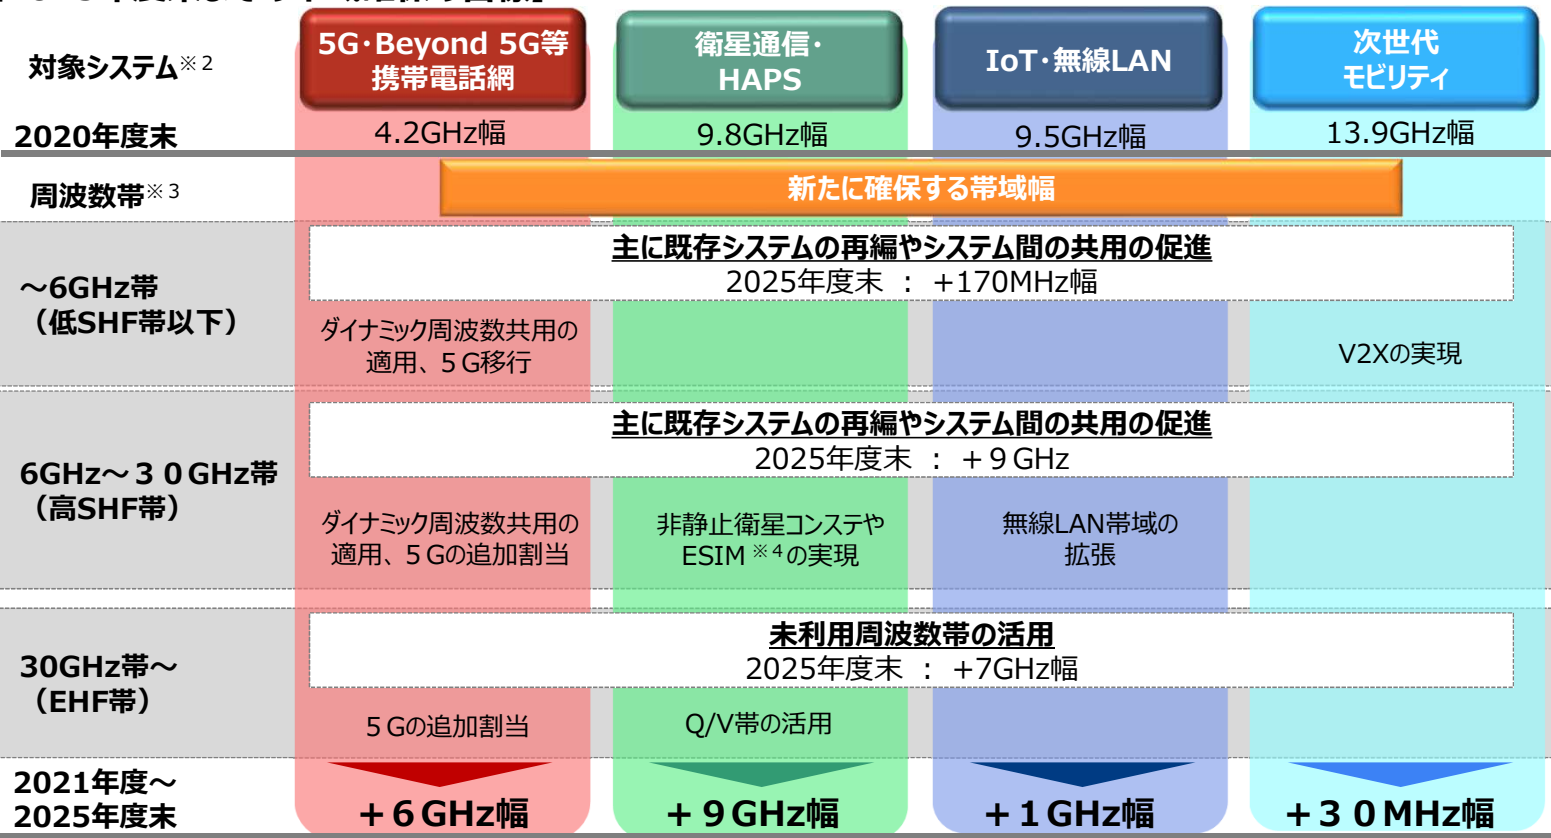 対象システム※2
5G・Beyond 5G等
携帯電話網
衛星通信・
HAPS
IoT・無線LAN
次世代
モビリティ
2020年度末
4.2GHz幅
9.8GHz幅
9.5GHz幅
13.9GHz幅
周波数帯※3
新たに確保する帯域幅
～6GHz帯
（低SHF帯以下）
主に既存システムの再編やシステム間の共用の促進
2025年度末 ： +170MHz幅
ダイナミック周波数共用の
適用、５G移行
V2Xの実現
6GHz～３０GHz帯
（高SHF帯）
主に既存システムの再編やシステム間の共用の促進
2025年度末 ： +９GHz
ダイナミック周波数共用の
適用、５Gの追加割当
非静止衛星コンステや
ESIM※4の実現
無線LAN帯域の
拡張
30GHz帯～
（EHF帯）
未利用周波数帯の活用
2025年度末 ： +7GHz幅
５Gの追加割当
Q/V帯の活用
2021年度～
2025年度末
+６GHz幅
+９GHz幅
+１GHz幅
+３０MHz幅